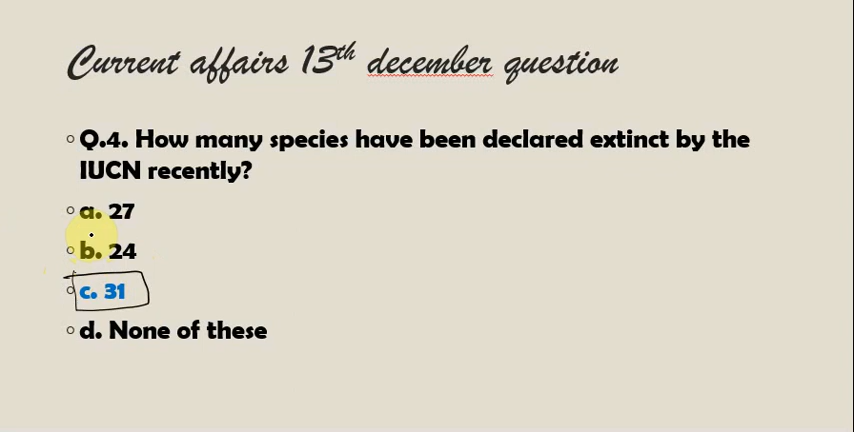 Current affairs 13th december question
Q.4. How many species have been declared extinct by the
IUCN recently?
a. 27
b. 24
c. 31
d. None of these